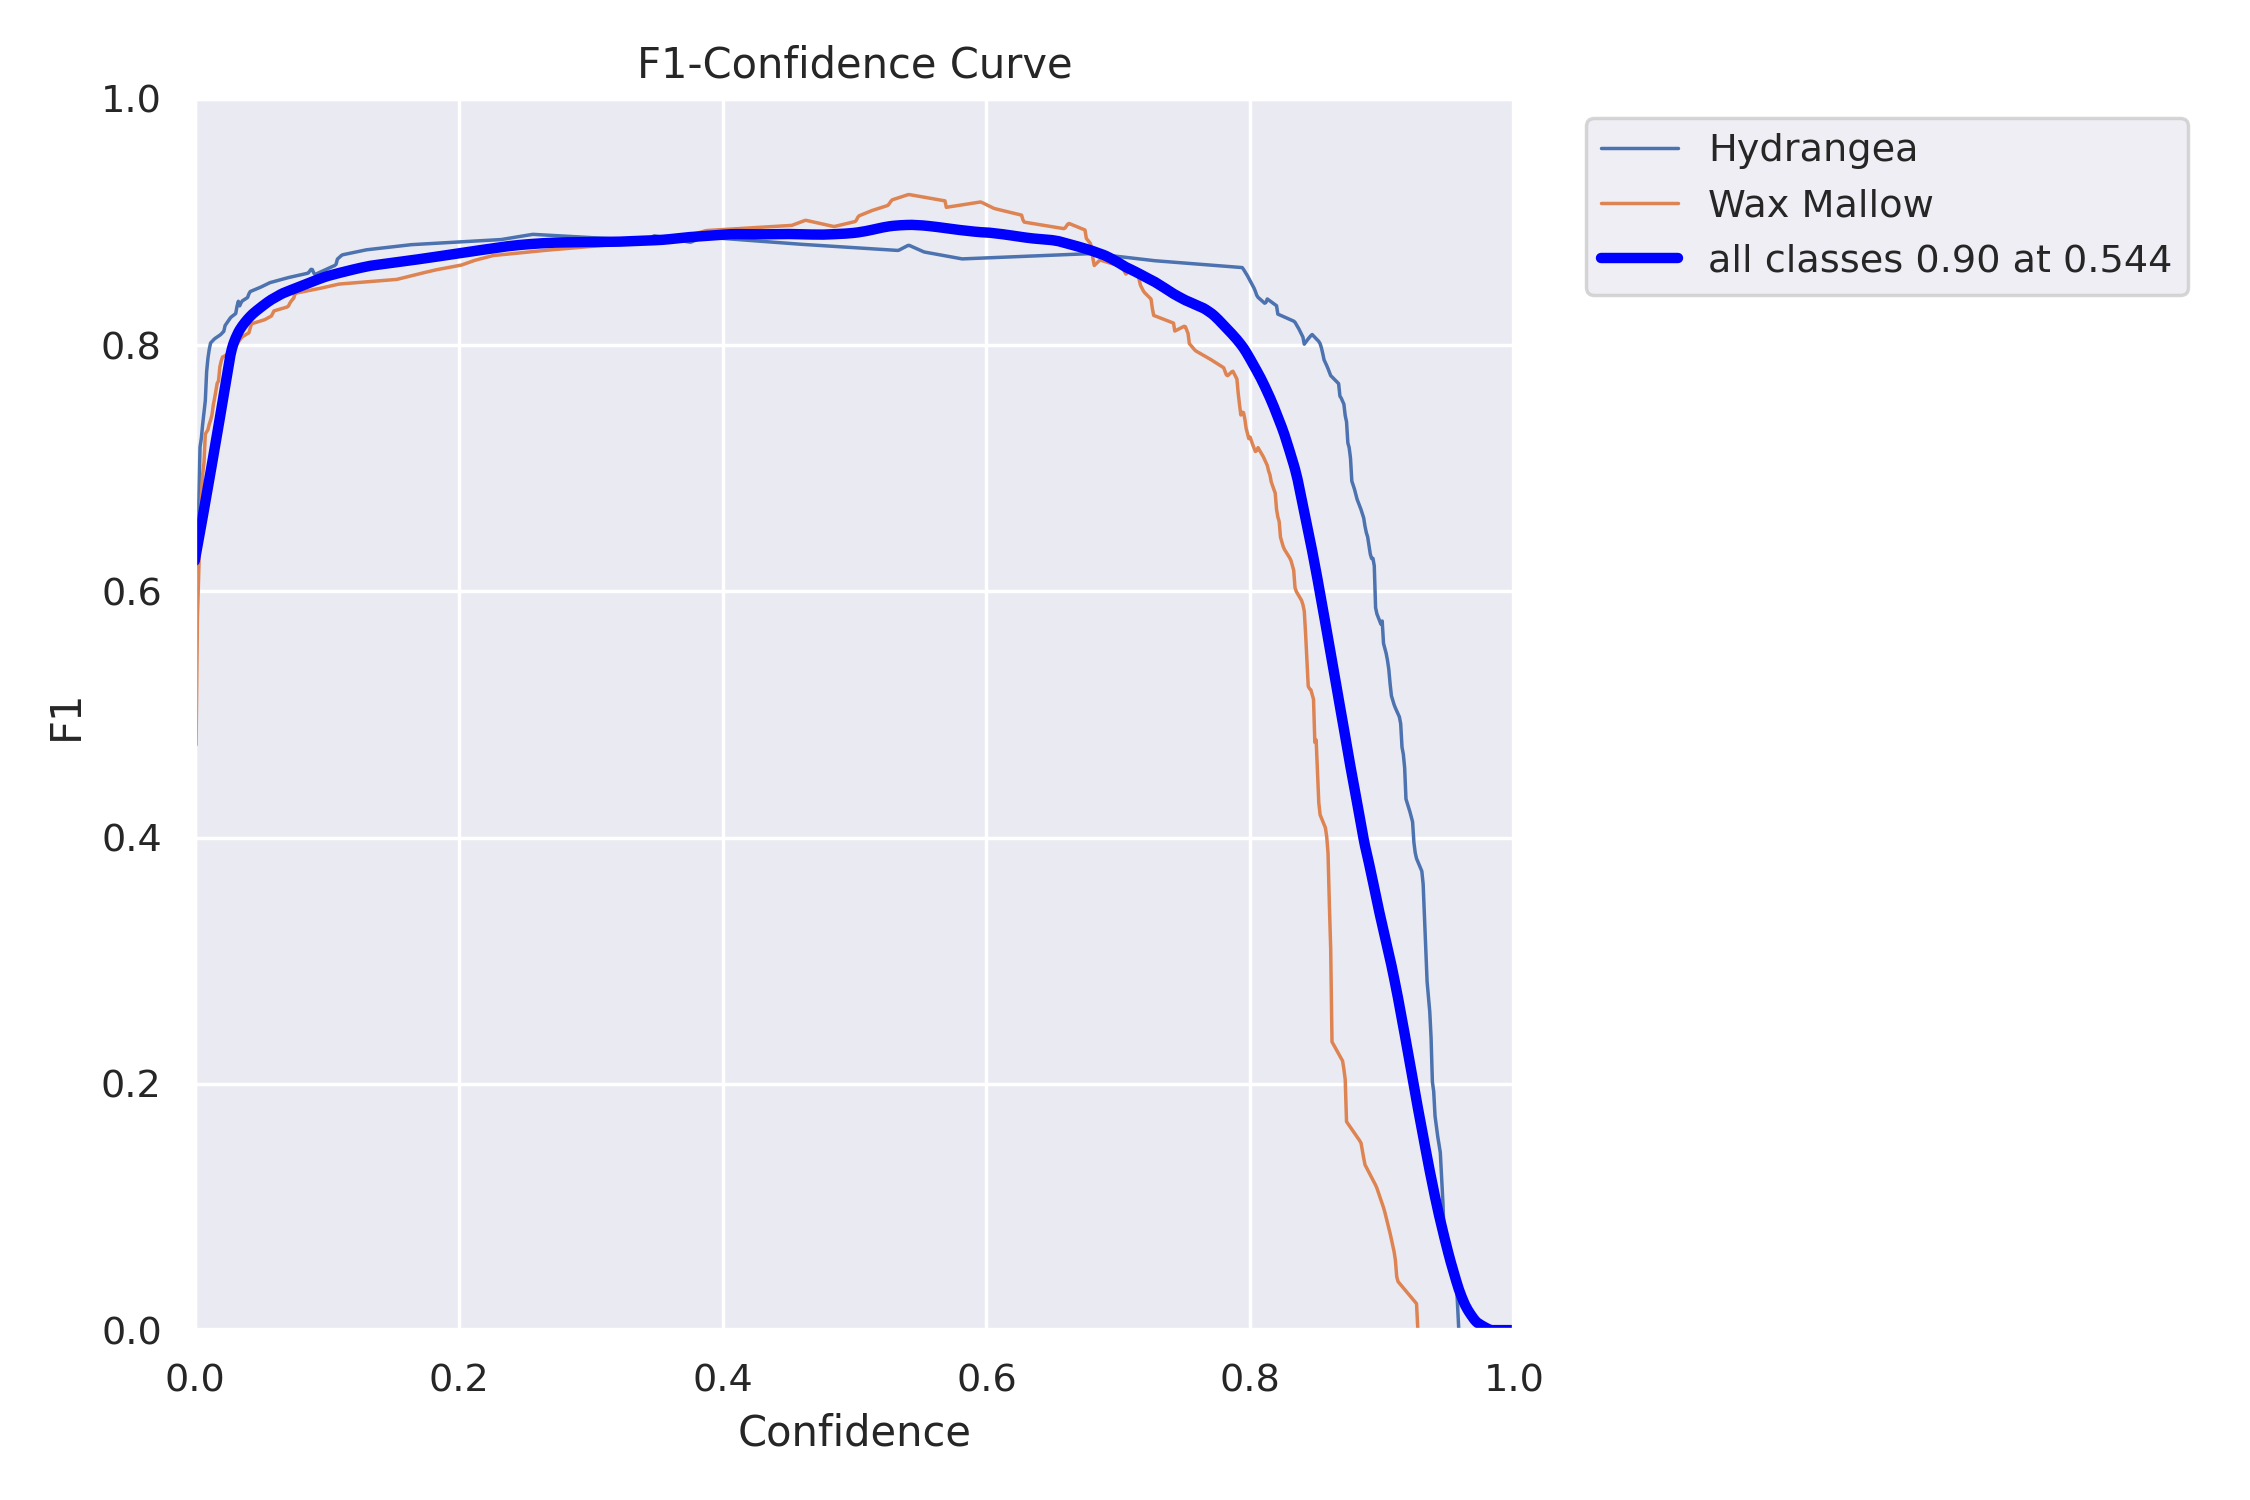 F1-Confidence Curve
1.0
0.8
0.6
0.4
0.2
0.0
F1
0.0 0.2 0.4 0.6 0.8 1.0
Confidence
Hydrangea
Wax Mallow
all classes 0.90 at 0.544